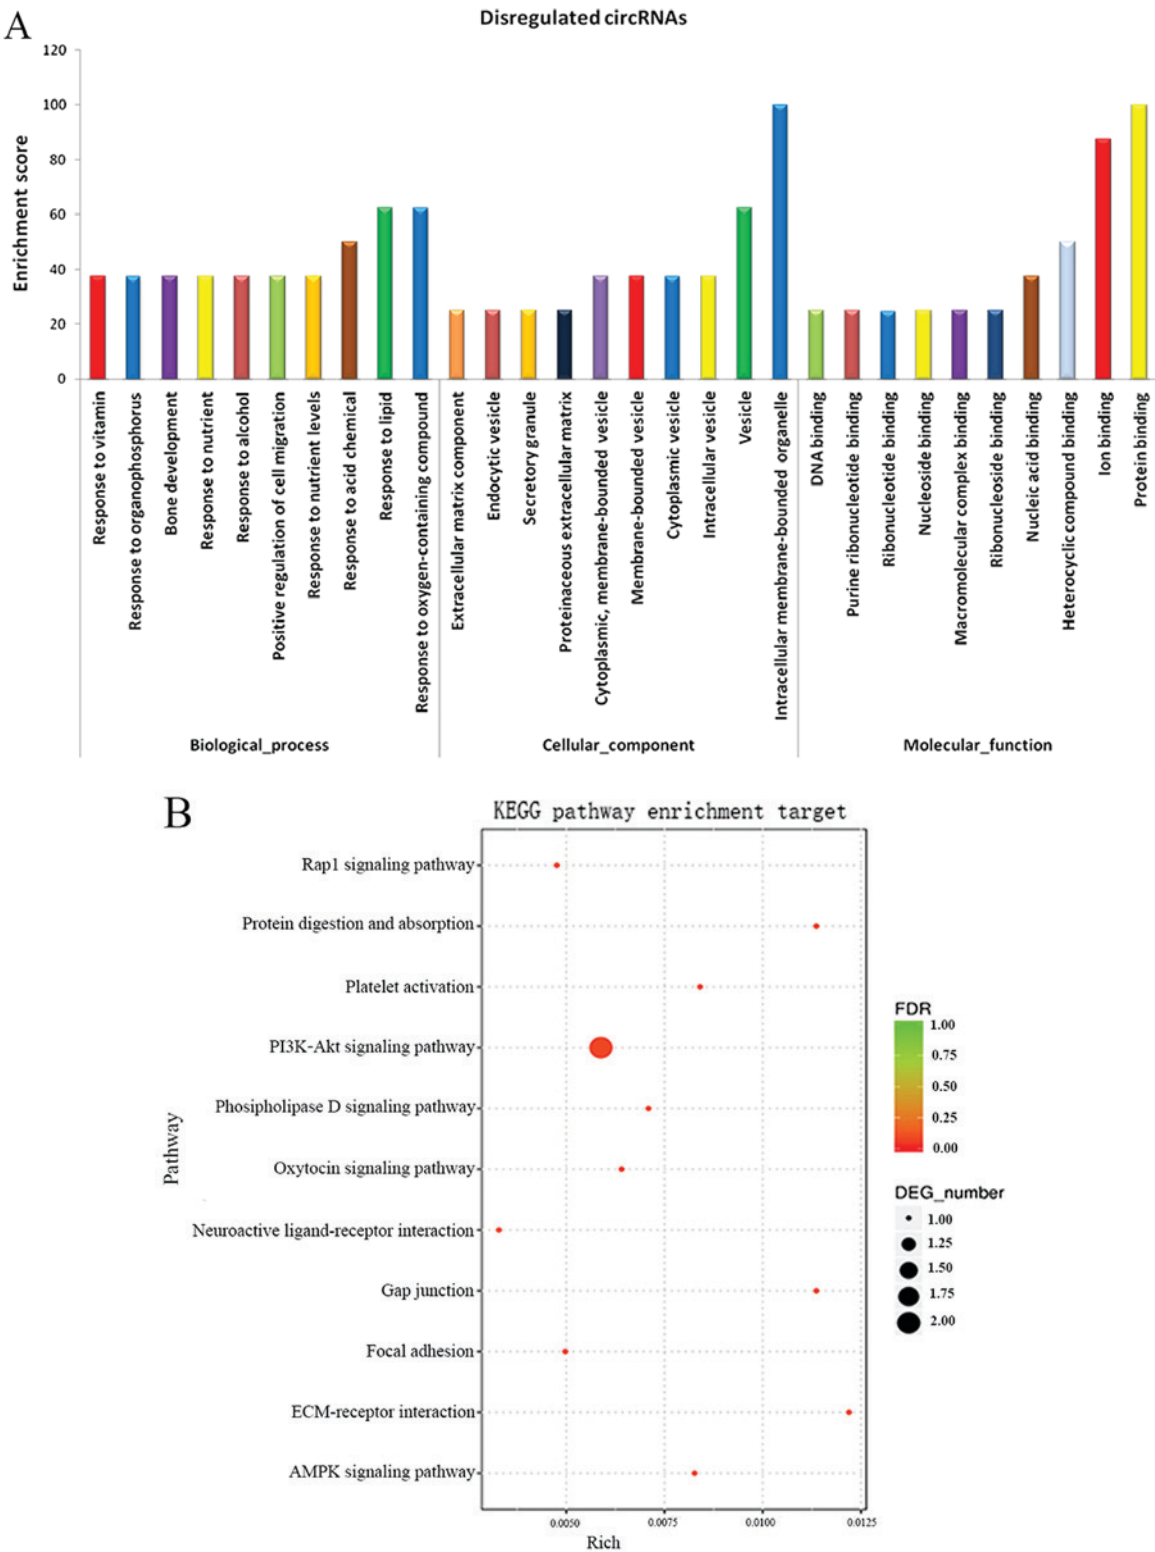 A
Disregulated circRNAs
Enrichment score
120
100
80
60
40
20
0
Response to vitamin
Response to organophosphorus
Bone development
Response to nutrient
Response to alcohol
Positive regulation of cell migration
Response to nutrient levels
Response to acid chemical
Response to lipid
Response to oxygen-containing compound
Extracellular matrix component
Endocytic vesicle
Secretory granule
Proteinaceous extracellular matrix
Cytoplasmic, membrane-bounded vesicle
Membrane-bounded vesicle
Cytoplasmic vesicle
Intracellular vesicle
Vesicle
Intracellular membrane-bounded organelle
DNA binding
Purine ribonucleotide binding
Ribonucleotide binding
Nucleoside binding
Macromolecular complex binding
Ribonucleoside binding
Nucleic acid binding
Heterocyclic compound binding
Ion binding
Protein binding
Biological_process
Cellular_component
Molecular_function
B
KEGG pathway enrichment target
Pathway
Rap1 signaling pathway
Protein digestion and absorption
Platelet activation
PI3K-Akt signaling pathway
Phosipholipase D signaling pathway
Oxytocin signaling pathway
Neuroactive ligand-receptor interaction
Gap junction
Focal adhesion
ECM-receptor interaction
AMPK signaling pathway
0.0050
0.0075
0.0100
0.0125
Rich
FDR
1.00
0.75
0.50
0.25
0.00
DEG_number
1.00
1.25
1.50
1.75
2.00